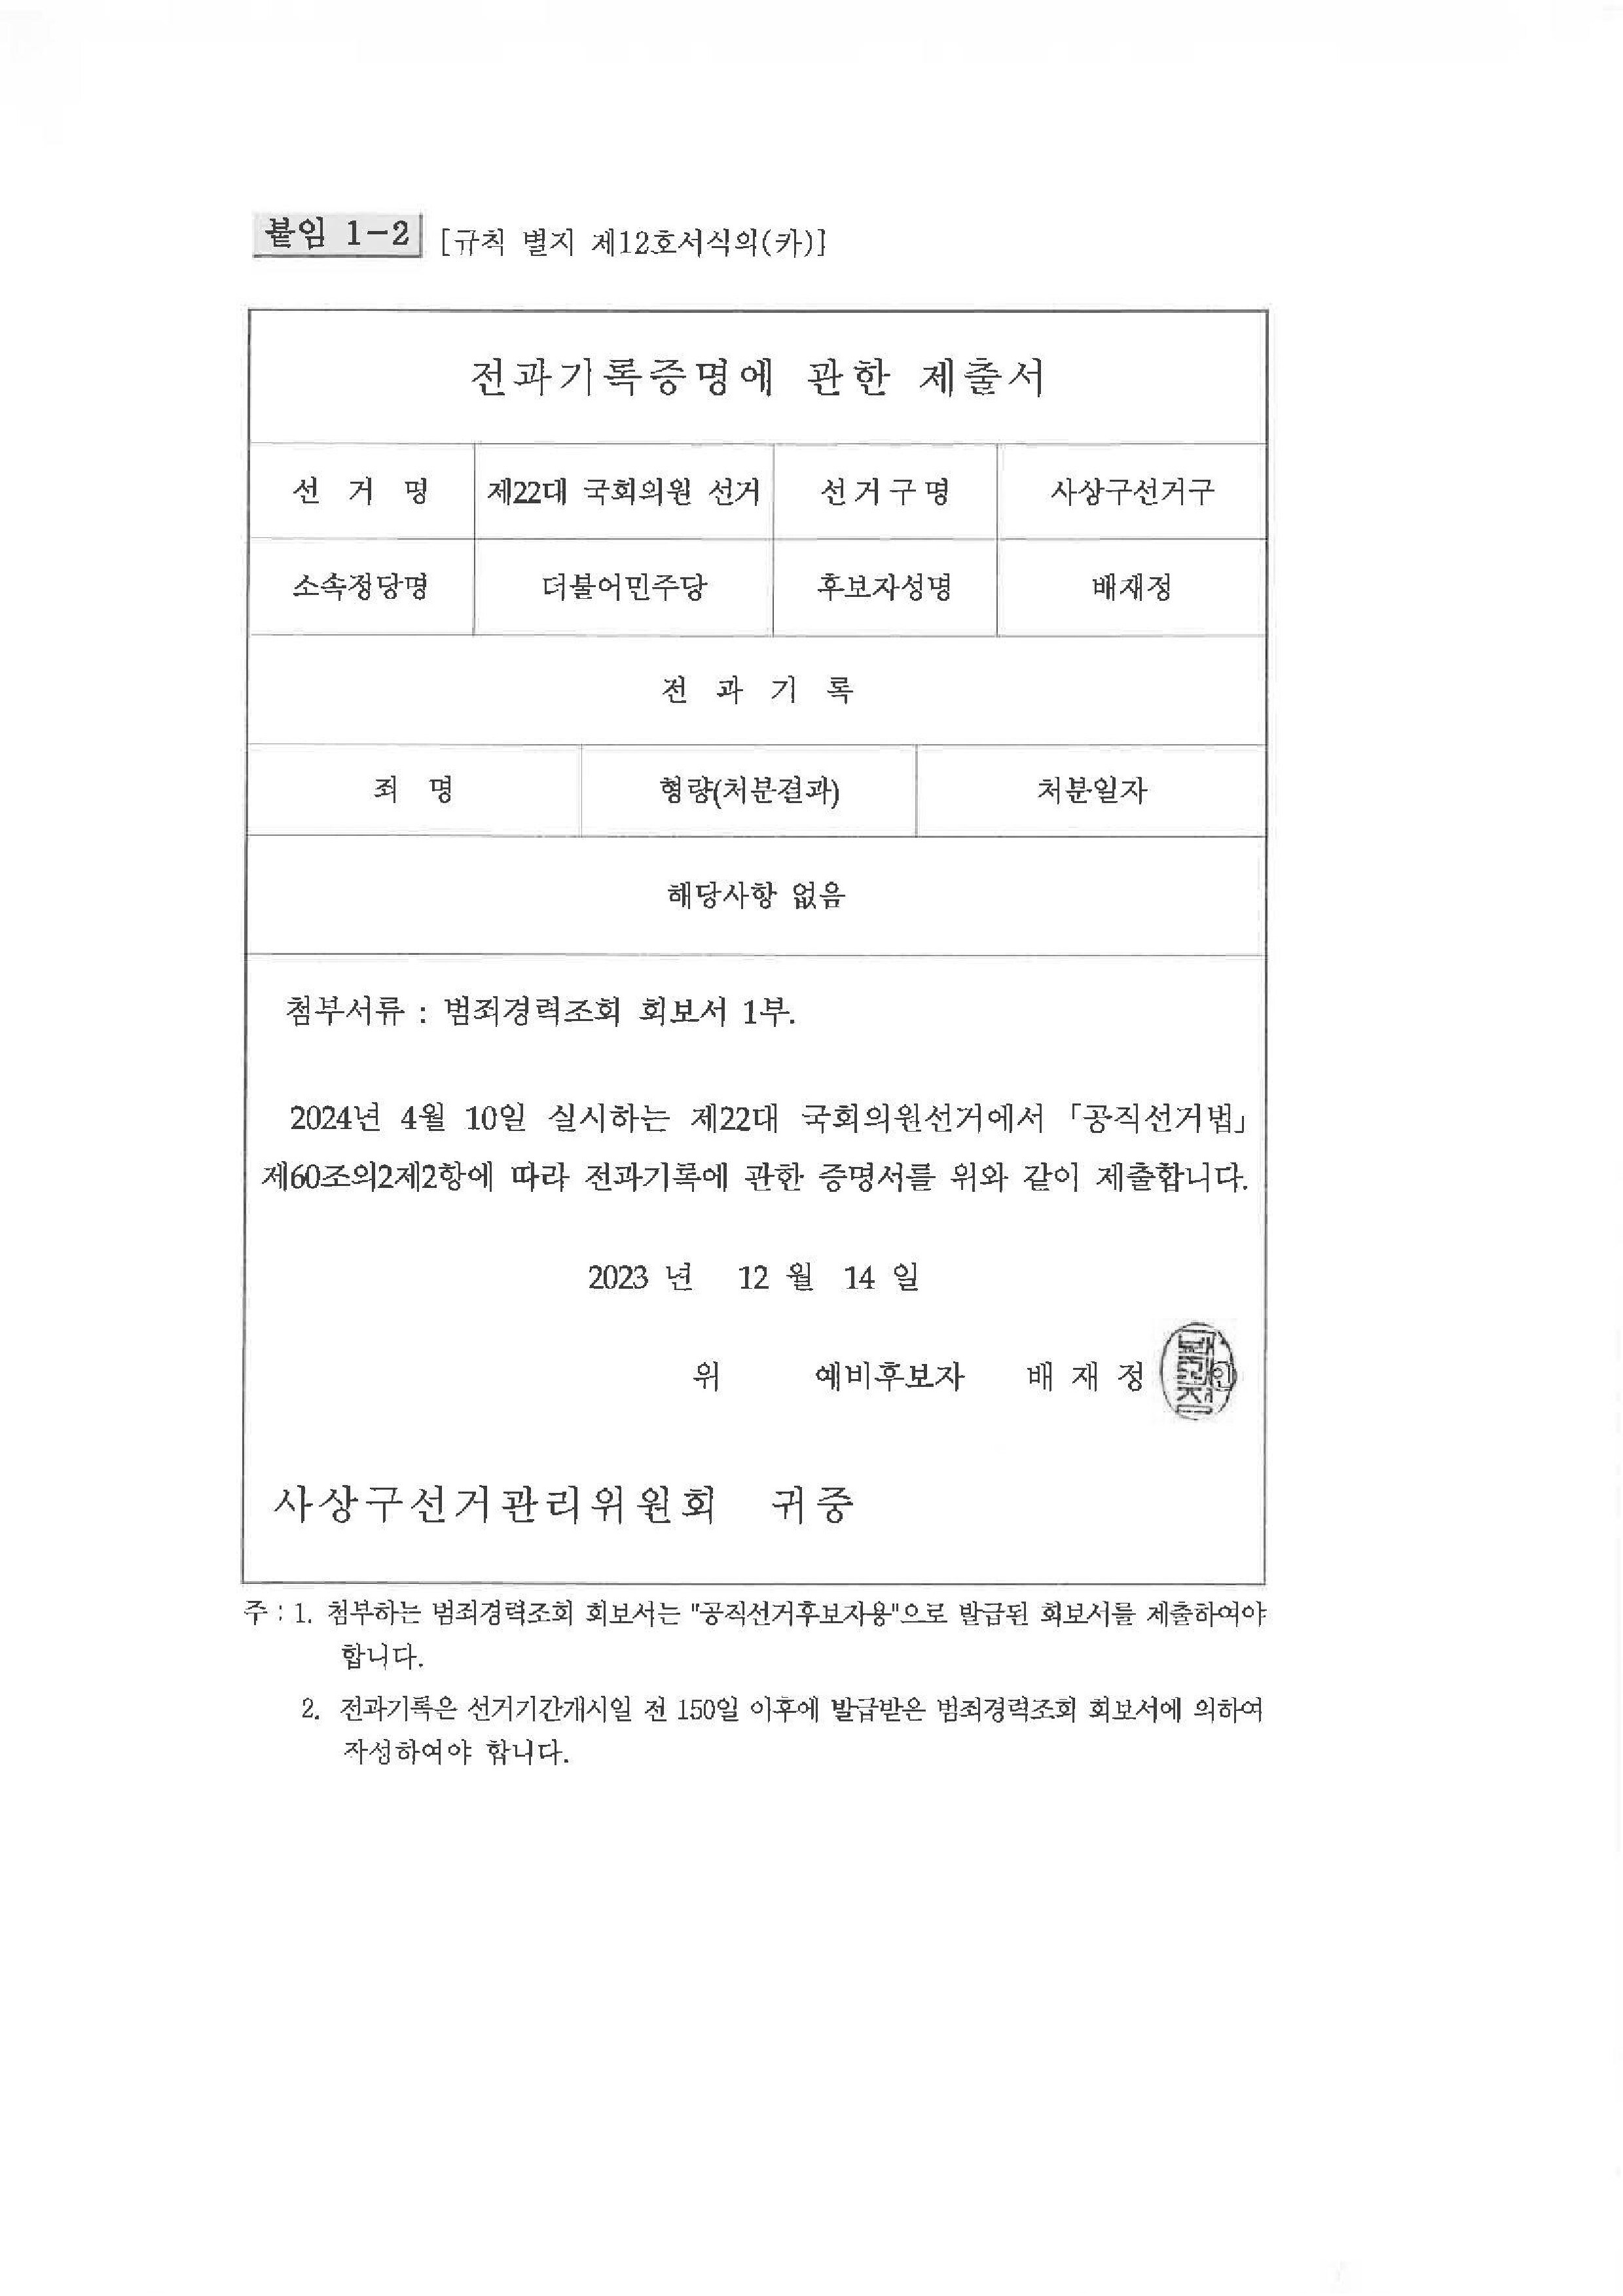 붙임 1-2 [규칙 별지 제12호서식의(카)]
전과기록증명에 관한 제출서
선 거 명 제22대 국회의원 선거 선거구명 사상구선거구
소속정당명 더불어민주당 후보자성명 배재정
전 과 기 록
죄 명 형량(처분결과) 처분일자
해당사항 없음
첨부서류 : 범죄경력조회 회보서 1부.
2024년 4월 10일 실시하는 제22대 국회의원선거에서 「공직선거법」
제60조의2제2항에 따라 전과기록에 관한 증명서를 위와 같이 제출합니다.
2023 년 12 월 14 일
위 예비후보자 배 재 정 인
사상구선거관리위원회 귀중
주 : 1. 첨부하는 범죄경력조회 회보서는 "공직선거후보자용"으로 발급된 회보서를 제출하여야
합니다.
2. 전과기록은 선거기간개시일 전 150일 이후에 발급받은 범죄경력조회 회보서에 의하여
작성하여야 합니다.